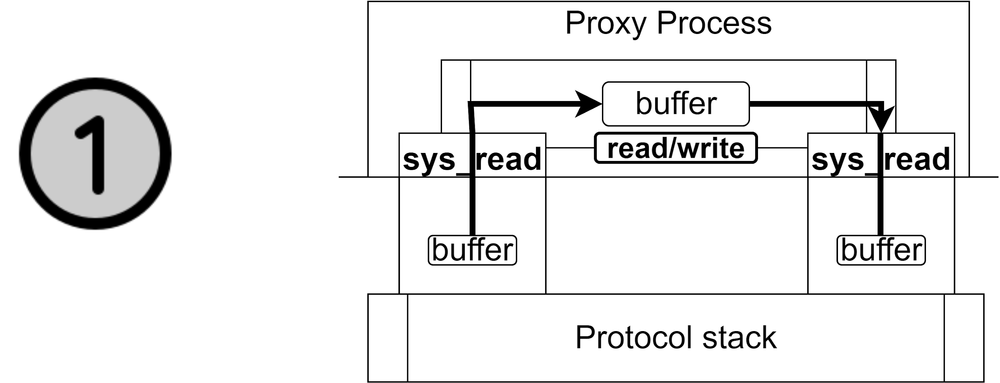 1
Proxy Process
buffer
read/write
sys_read
sys_read
buffer
buffer
Protocol stack